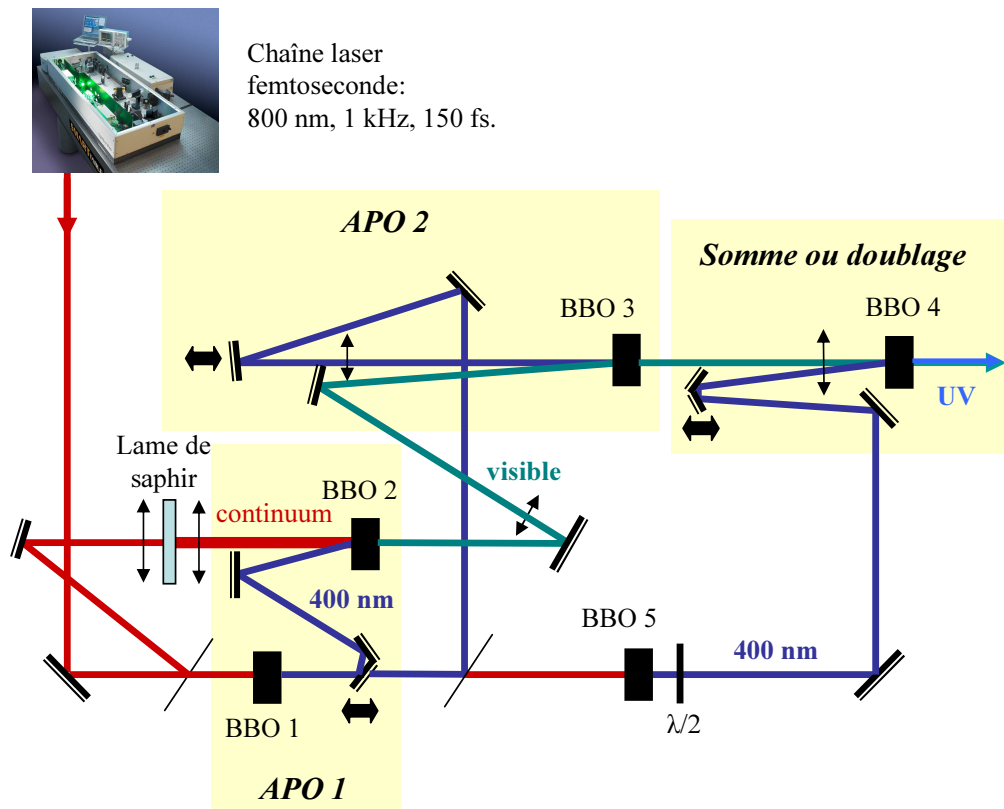 Chaîne laser
femtoseconde:
800 nm, 1 kHz, 150 fs.
APO 2
Somme ou doublage
BBO 3
BBO 4
UV
Lame de
saphir
visible
BBO 2
continuum
400 nm
BBO 5
400 nm
BBO 1
λ/2
APO 1